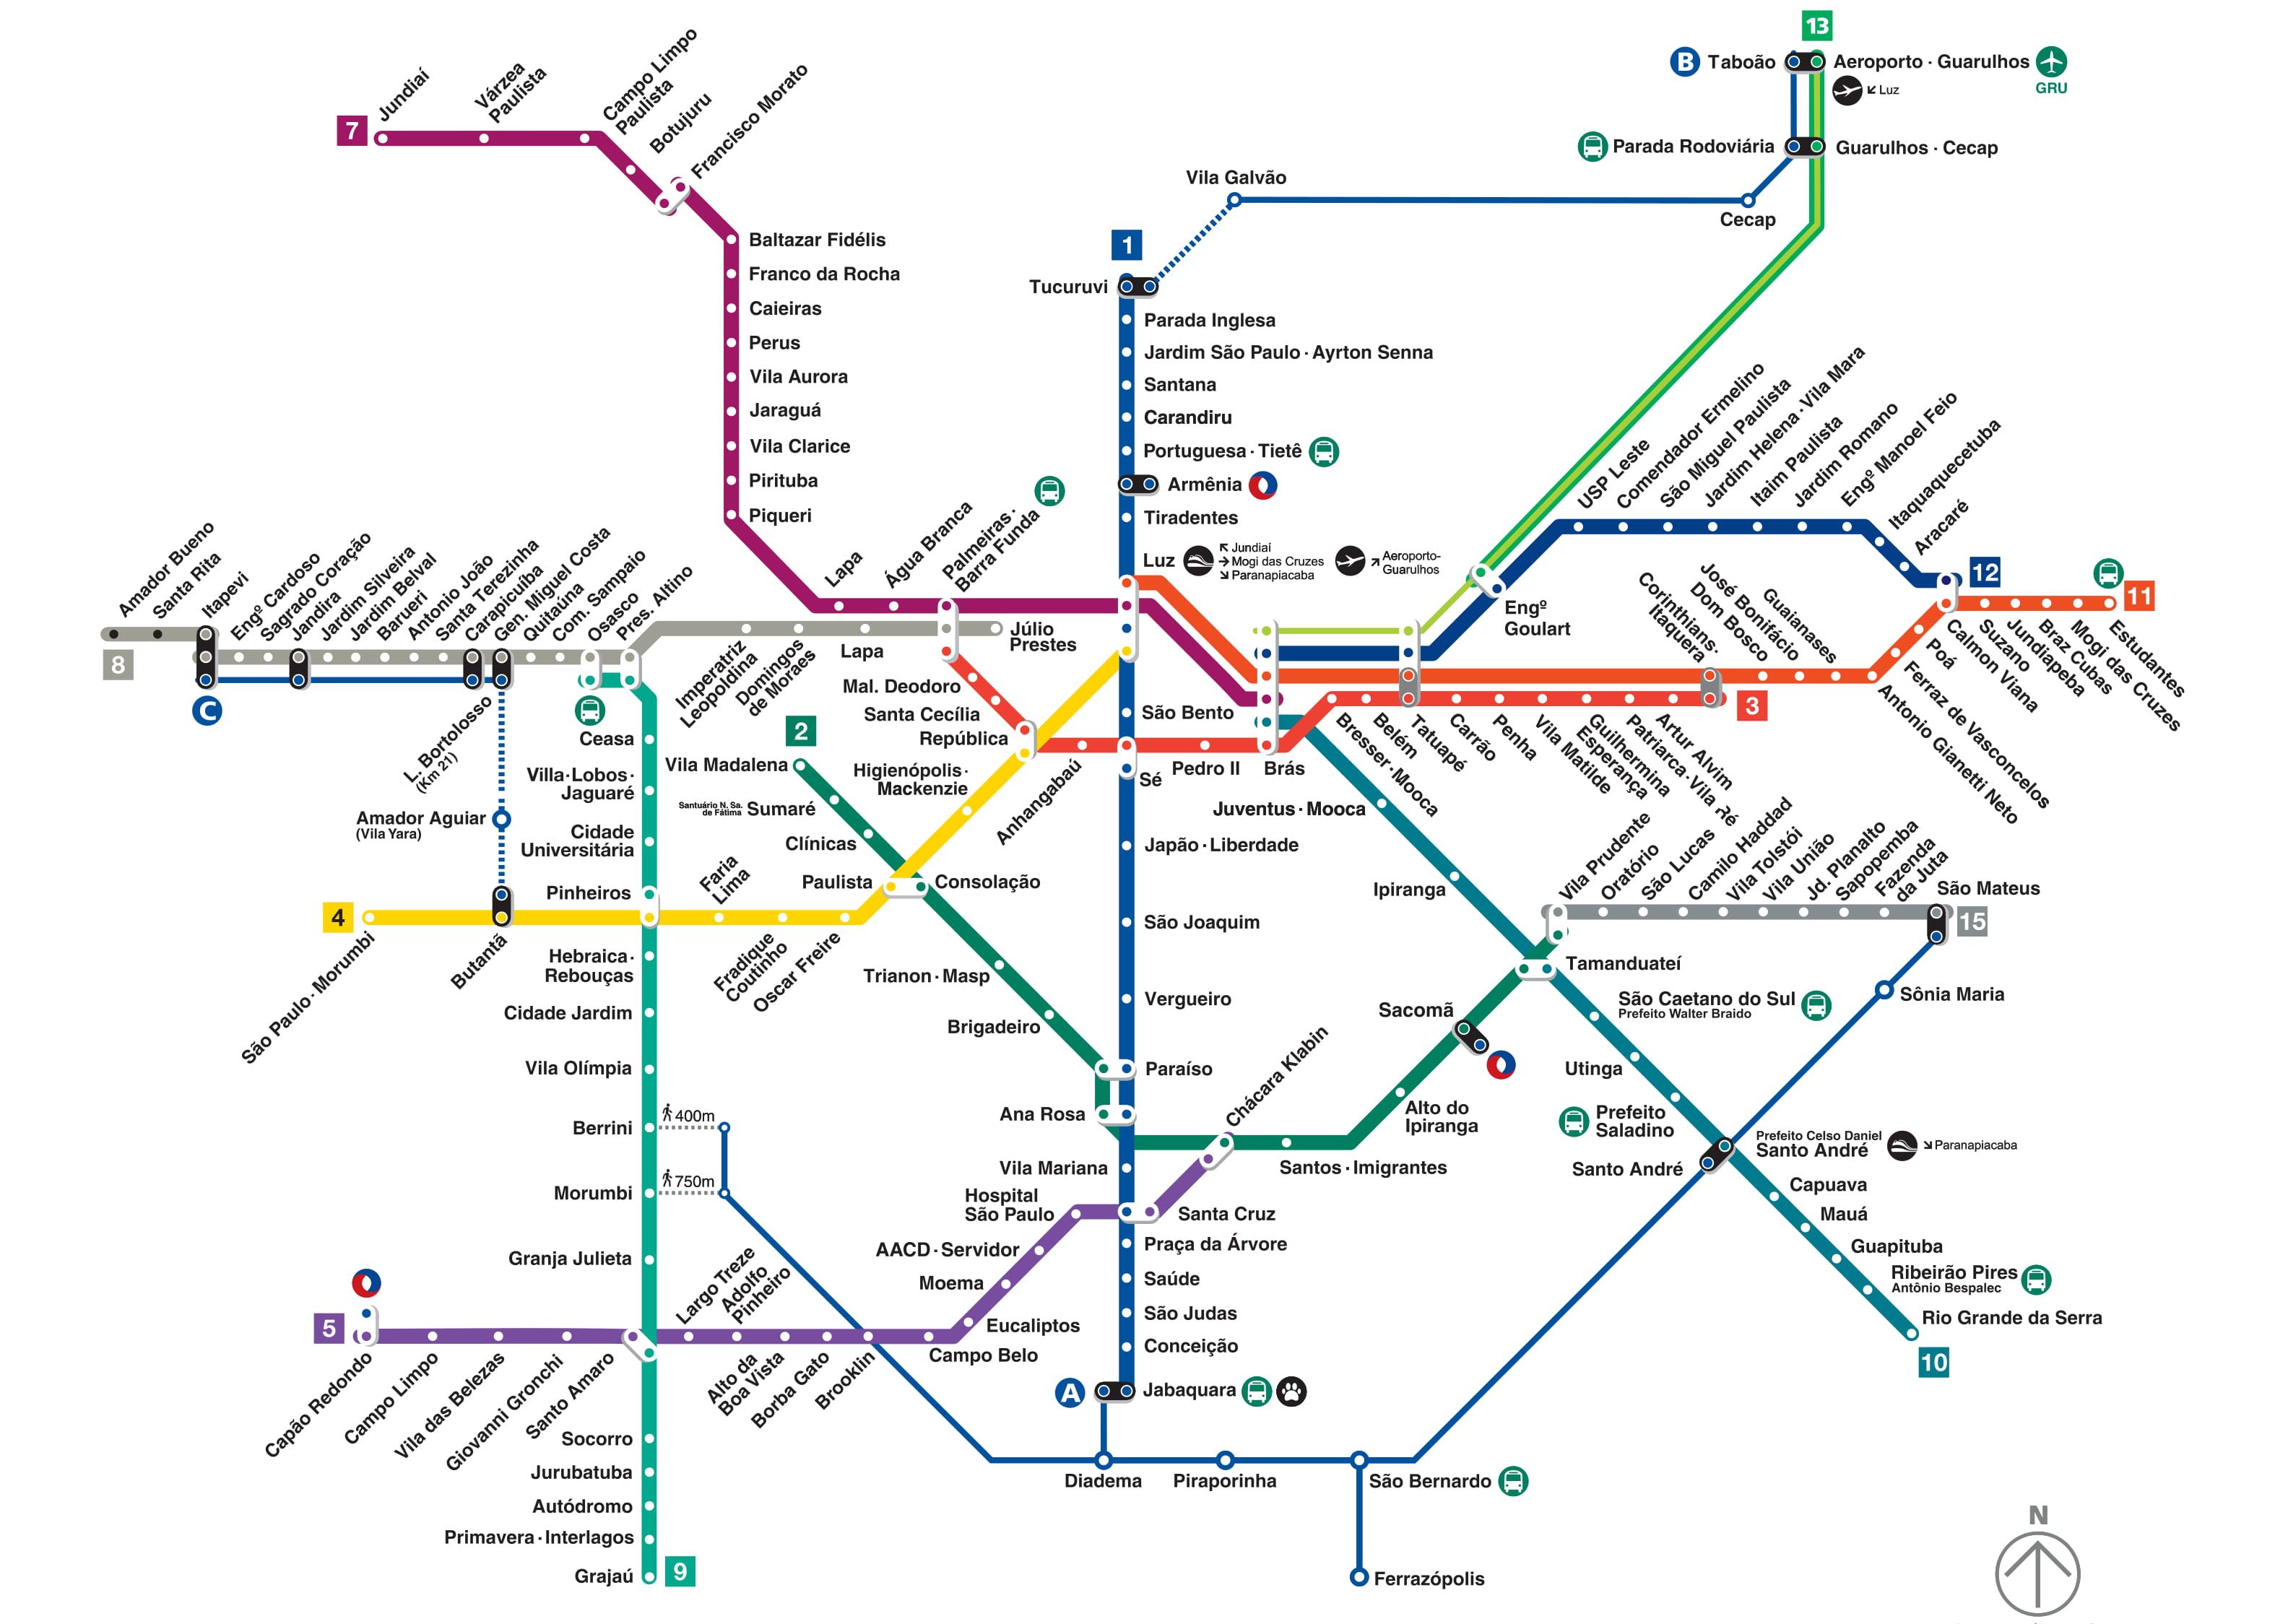 13
B
Taboão
Aeroporto · Guarulhos
GRU
↙ Luz
Parada Rodoviária
Guarulhos · Cecap
7
Jundiaí
Várzea
Paulista
Campo Limpo
Paulista
Botujuru
Francisco Morato
Vila Galvão
Cecap
1
Tucuruvi
Baltazar Fidélis
Franco da Rocha
Caieiras
Perus
Vila Aurora
Jaraguá
Vila Clarice
Pirituba
Piqueri
Parada Inglesa
Jardim São Paulo · Ayrton Senna
Santana
Carandiru
Portuguesa · Tietê
Armênia
Tiradentes
Luz
↖ Jundiaí
→ Mogi das Cruzes
↘ Paranapiacaba
↗ Aeroporto-
Guarulhos
Lapa
Água Branca
Palmeiras ·
Barra Funda
USP Leste
Comendador Ermelino
São Miguel Paulista
Jardim Helena · Vila Mara
Itaim Paulista
Jardim Romano
Engº Manoel Feio
Itaquaquecetuba
Aracaré
12
11
Engº
Goulart
Corinthians·
Itaquera
Dom Bosco
José Bonifácio
Guaianases
Calmon Viana
Suzano
Jundiapeba
Braz Cubas
Mogi das Cruzes
Estudantes
Poá
Ferraz de Vasconcelos
Antonio Gianetti Neto
Amador Bueno
Santa Rita
Itapevi
Engº Cardoso
Sagrado Coração
Jandira
Jardim Silveira
Jardim Belval
Barueri
Antonio João
Santa Terezinha
Carapicuíba
Gen. Miguel Costa
Quitaúna
Com. Sampaio
Osasco
Pres. Altino
8
C
Imperatriz
Leopoldina
Domingos
de Moraes
Lapa
Júlio
Prestes
Mal. Deodoro
Santa Cecília
República
São Bento
Anhangabaú
Sé
Pedro II
Brás
3
Bresser · Mooca
Belém
Tatuapé
Carrão
Penha
Vila Matilde
Guilhermina
Esperança
Patriarca · Vila Ré
Artur Alvim
L. Bortolosso
(Km 21)
Amador Aguiar
(Vila Yara)
Ceasa
Villa·Lobos ·
Jaguaré
Cidade
Universitária
Pinheiros
2
Vila Madalena
Santuário N. Sa.
de Fátima
Sumaré
Clínicas
Higienópolis ·
Mackenzie
Paulista
Consolação
Faria
Lima
4
São Paulo · Morumbi
Butantã
Fradique
Coutinho
Oscar Freire
Trianon · Masp
Brigadeiro
Japão · Liberdade
São Joaquim
Vergueiro
Paraíso
Ana Rosa
Juventus · Mooca
Ipiranga
Tamanduateí
Vila Prudente
Oratório
São Lucas
Camilo Haddad
Vila Tolstói
Vila União
Jd. Planalto
Sapopemba
Fazenda
da Juta
São Mateus
15
Sônia Maria
São Caetano do Sul
Prefeito Walter Braido
Utinga
Prefeito
Saladino
Prefeito Celso Daniel
Santo André
↘ Paranapiacaba
Santo André
Capuava
Mauá
Guapituba
Ribeirão Pires
Antônio Bespalec
Rio Grande da Serra
10
Sacomã
Alto do
Ipiranga
Santos · Imigrantes
Chácara Klabin
Hebraica ·
Rebouças
Cidade Jardim
Vila Olímpia
Berrini
400m
Morumbi
750m
Granja Julieta
Vila Mariana
Hospital
São Paulo
Santa Cruz
AACD · Servidor
Moema
Eucaliptos
Campo Belo
Praça da Árvore
Saúde
São Judas
Conceição
A
Jabaquara
5
Capão Redondo
Campo Limpo
Vila das Belezas
Giovanni Gronchi
Santo Amaro
Largo Treze
Adolfo
Pinheiro
Alto da
Boa Vista
Borba Gato
Brooklin
Socorro
Jurubatuba
Autódromo
Primavera · Interlagos
Grajaú
9
Diadema
Piraporinha
São Bernardo
Ferrazópolis
N